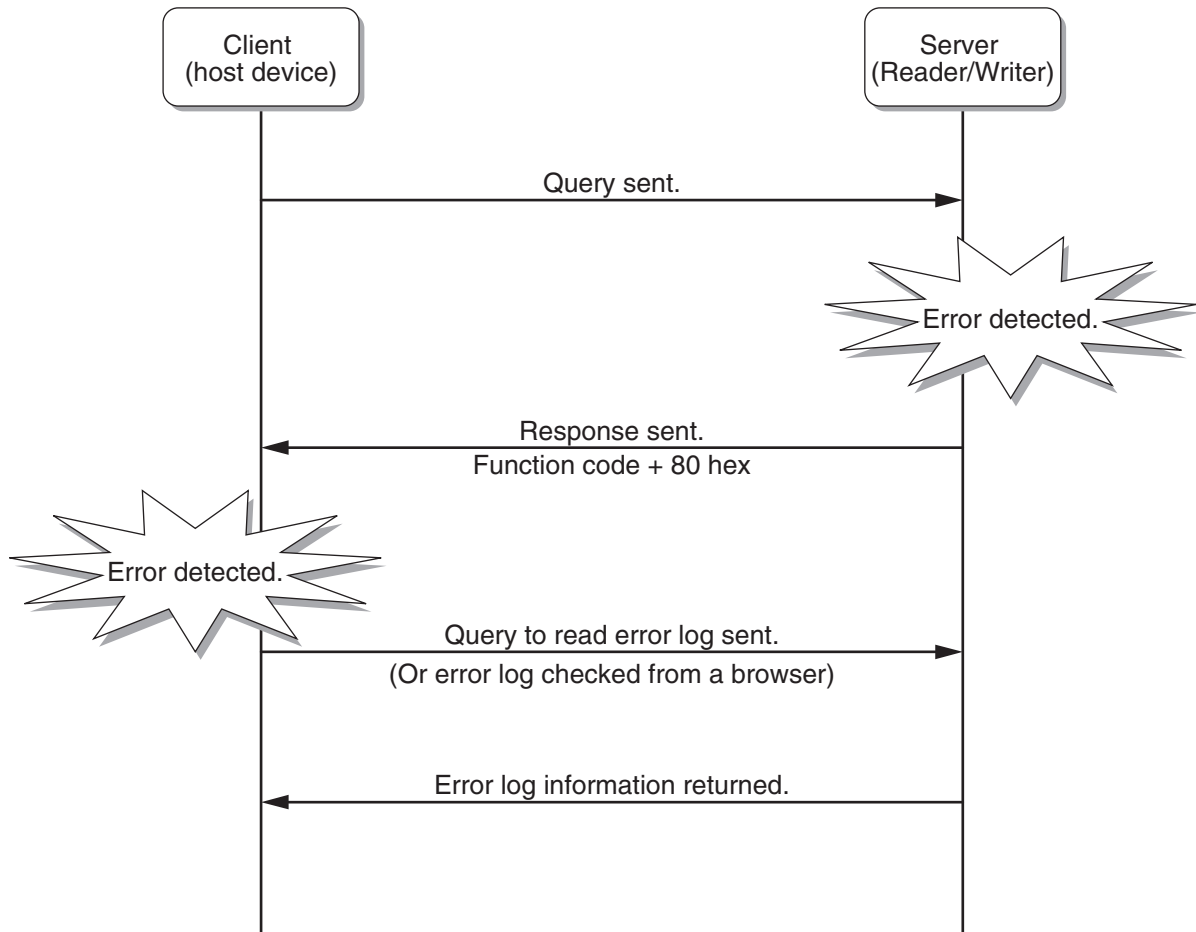 Client
(host device)
Server
(Reader/Writer)
Query sent.
Error detected.
Response sent.
Function code + 80 hex
Error detected.
Query to read error log sent.
(Or error log checked from a browser)
Error log information returned.